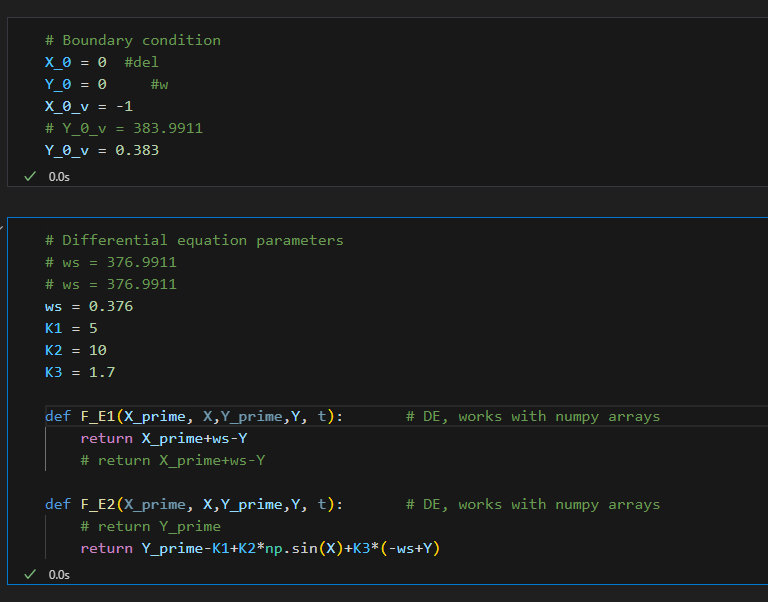 # Boundary condition
X_0 = 0  #del
Y_0 = 0     #w
X_0_v = -1
# Y_0_v = 383.9911
Y_0_v = 0.383
0.0s
# Differential equation parameters
# ws = 376.9911
# ws = 376.9911
ws = 0.376
K1 = 5
K2 = 10
K3 = 1.7
def F_E1(X_prime, X,Y_prime,Y, t):       # DE, works with numpy arrays
    return X_prime+ws-Y
    # return X_prime+ws-Y
def F_E2(X_prime, X,Y_prime,Y, t):       # DE, works with numpy arrays
    # return Y_prime
    return Y_prime-K1+K2*np.sin(X)+K3*(-ws+Y)
0.0s